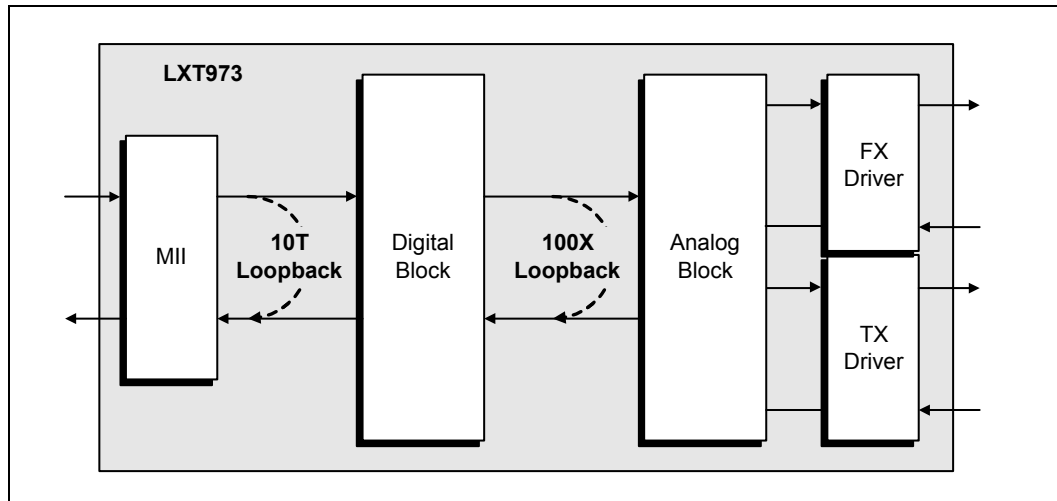 LXT973
MII
10T
Loopback
Digital
Block
100X
Loopback
Analog
Block
FX
Driver
TX
Driver